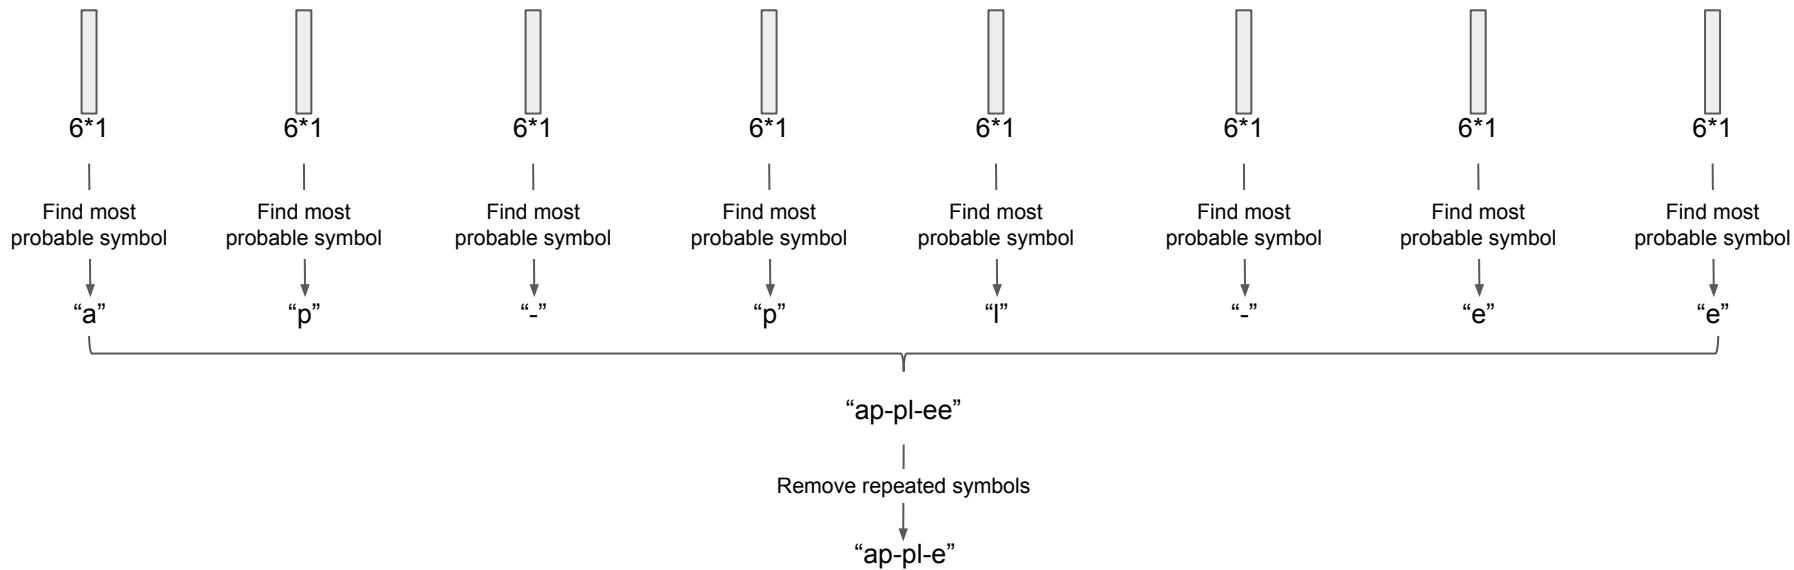 6*1 6*1 6*1 6*1 6*1 6*1 6*1 6*1
Find most Find most Find most Find most Find most Find most Find most Find most
probable symbol probable symbol probable symbol probable symbol probable symbol probable symbol probable symbol probable symbol
“a” “p” “-” “p” “l” “-” “e” “e”
“ap-pl-ee”
Remove repeated symbols
“ap-pl-e”